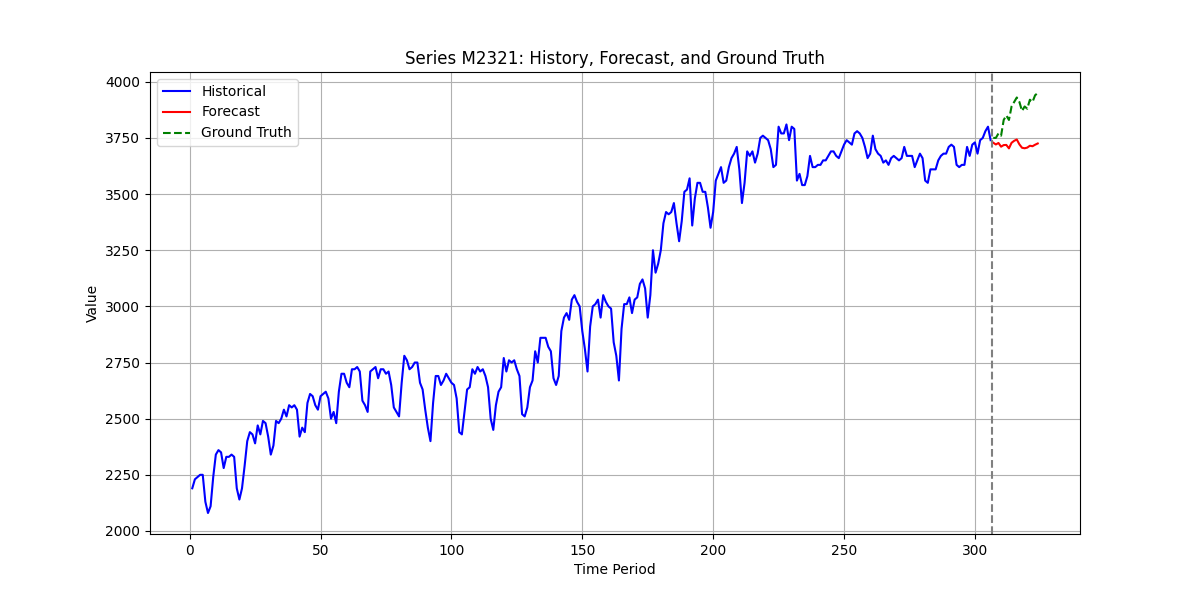 Series M2321: History, Forecast, and Ground Truth
Historical
Forecast
Ground Truth
4000
3750
3500
3250
3000
2750
2500
2250
2000
Value
0 50 100 150 200 250 300
Time Period